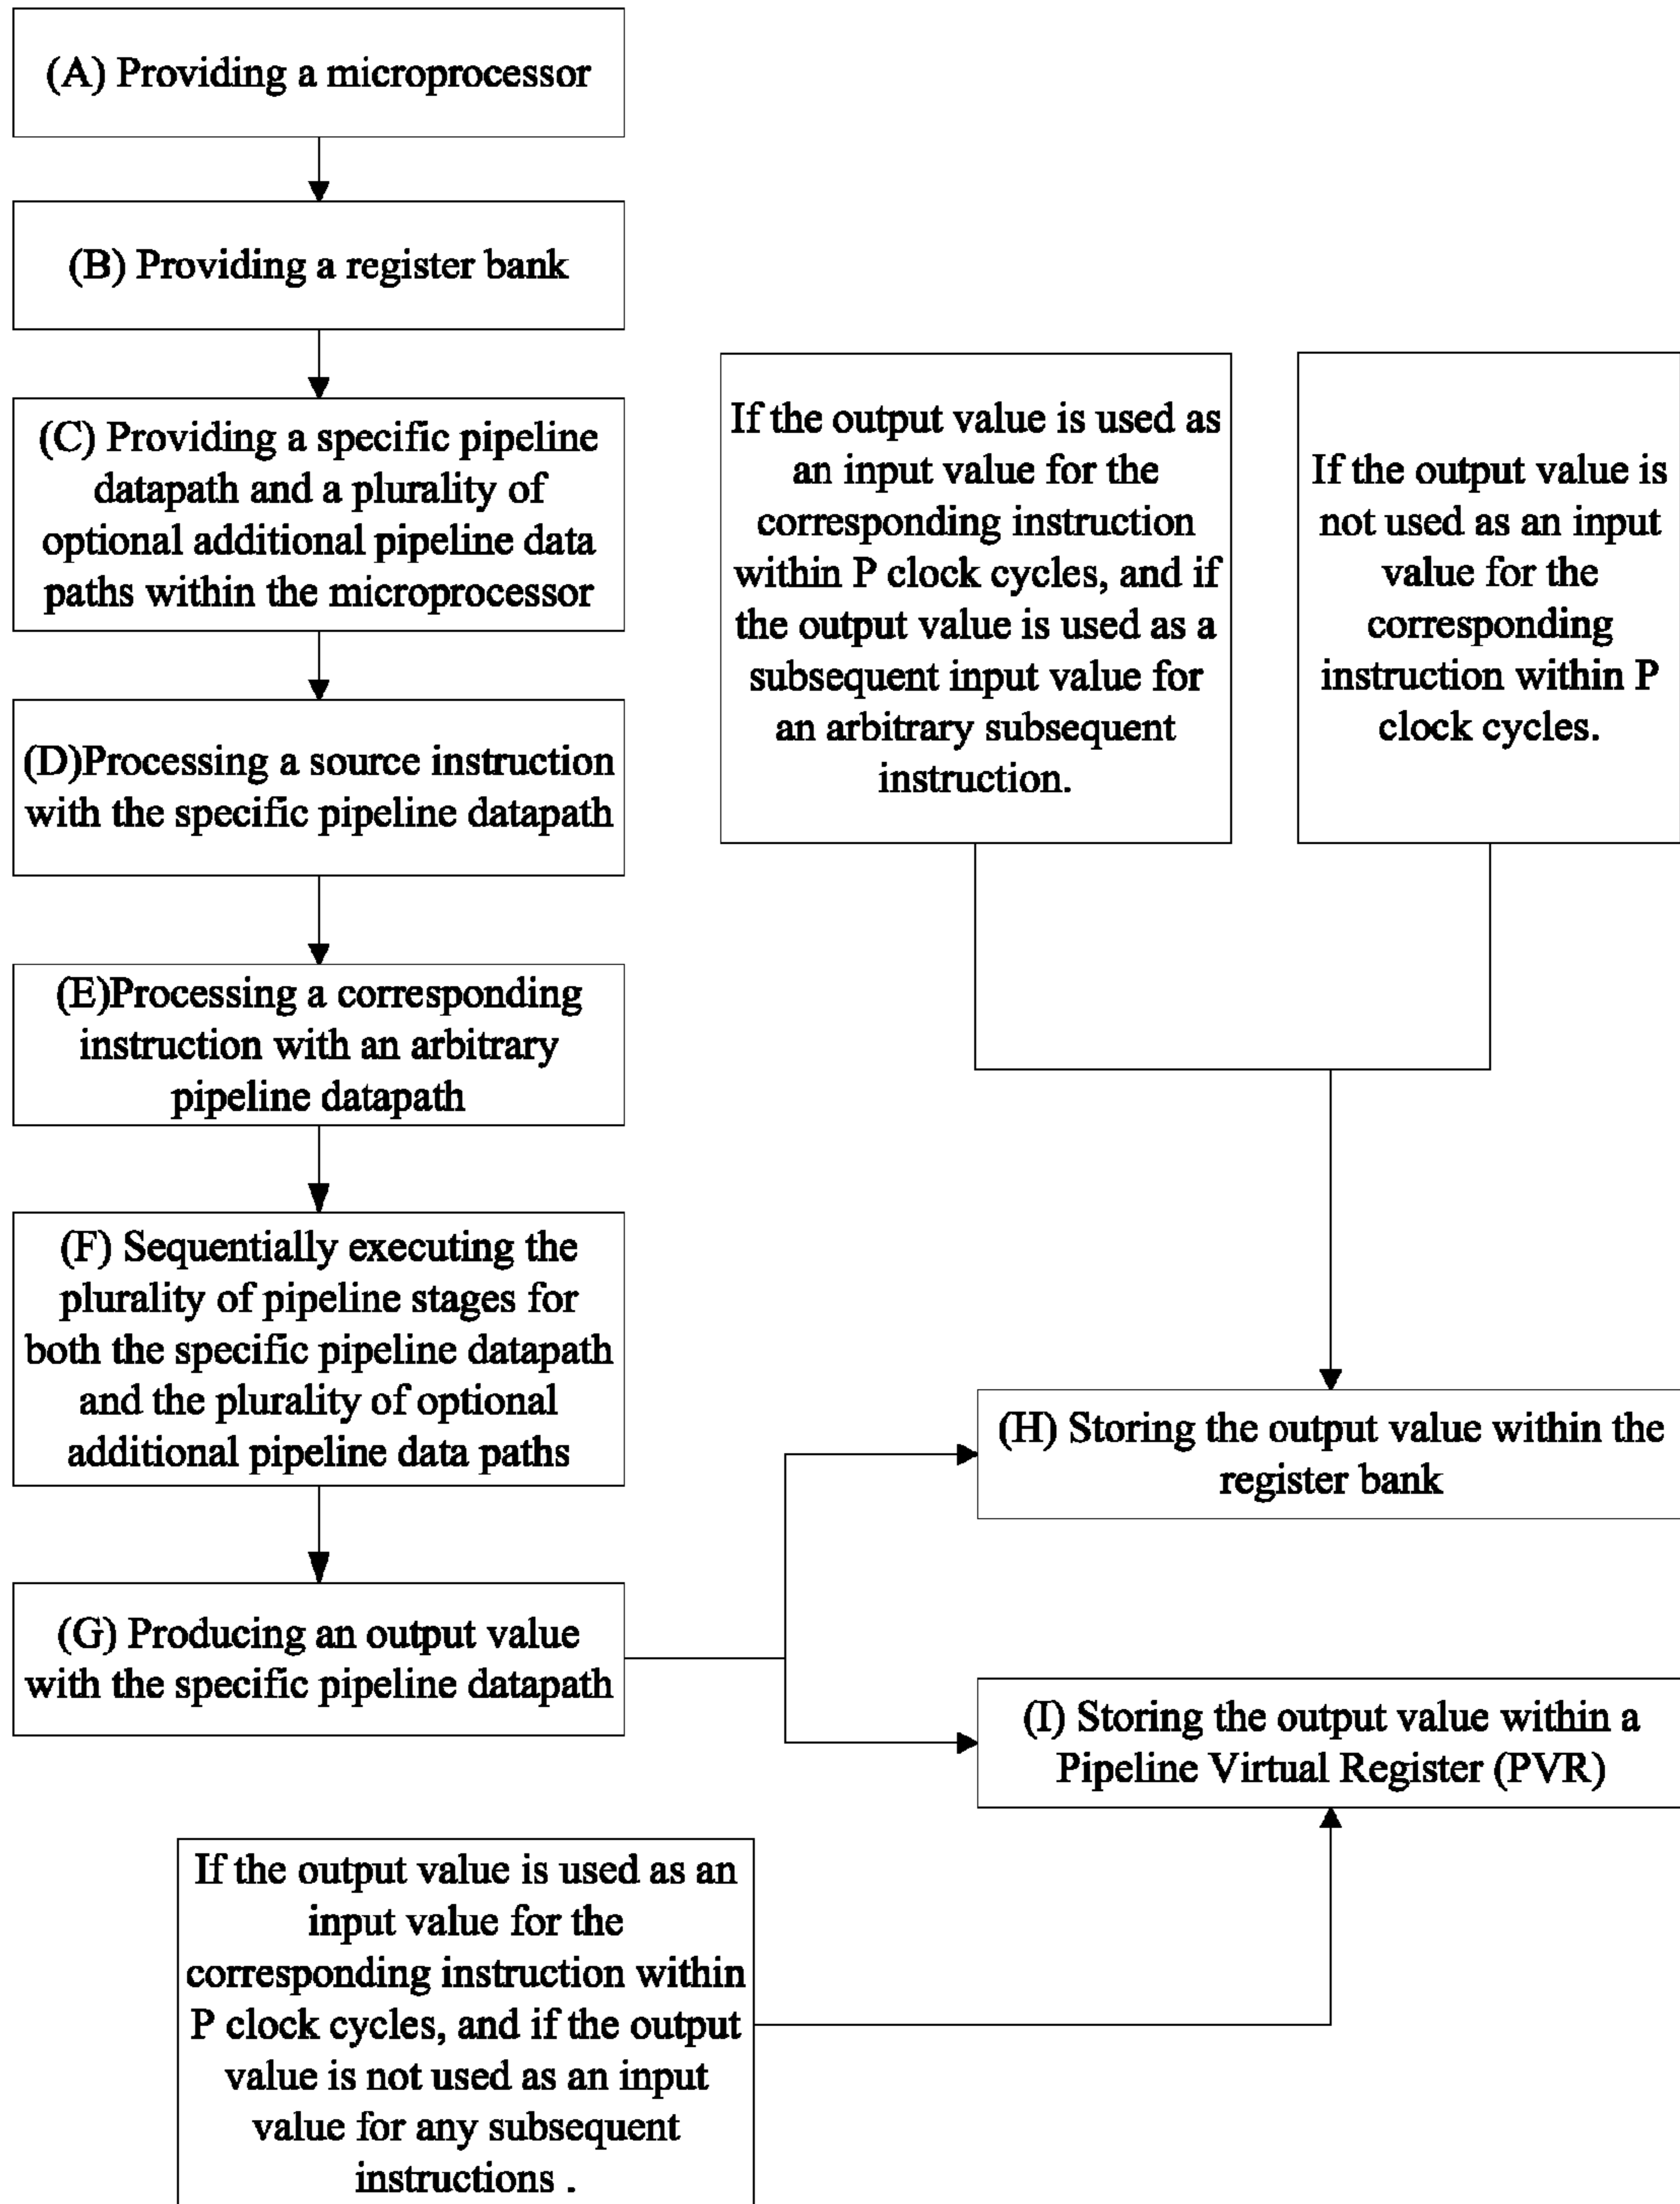 (A) Providing a microprocessor
(B) Providing a register bank
(C) Providing a specific pipeline
datapath and a plurality of
optional additional pipeline data
paths within the microprocessor
(D)Processing a source instruction
with the specific pipeline datapath
(E)Processing a corresponding
instruction with an arbitrary
pipeline datapath
(F) Sequentially executing the
plurality of pipeline stages for
both the specific pipeline datapath
and the plurality of optional
additional pipeline data paths
(G) Producing an output value
with the specific pipeline datapath
If the output value is used as
an input value for the
corresponding instruction
within P clock cycles, and if
the output value is used as a
subsequent input value for
an arbitrary subsequent
instruction.
If the output value is
not used as an input
value for the
corresponding
instruction within P
clock cycles.
(H) Storing the output value within the
register bank
(I) Storing the output value within a
Pipeline Virtual Register (PVR)
If the output value is used as an
input value for the
corresponding instruction within
P clock cycles, and if the output
value is not used as an input
value for any subsequent
instructions .